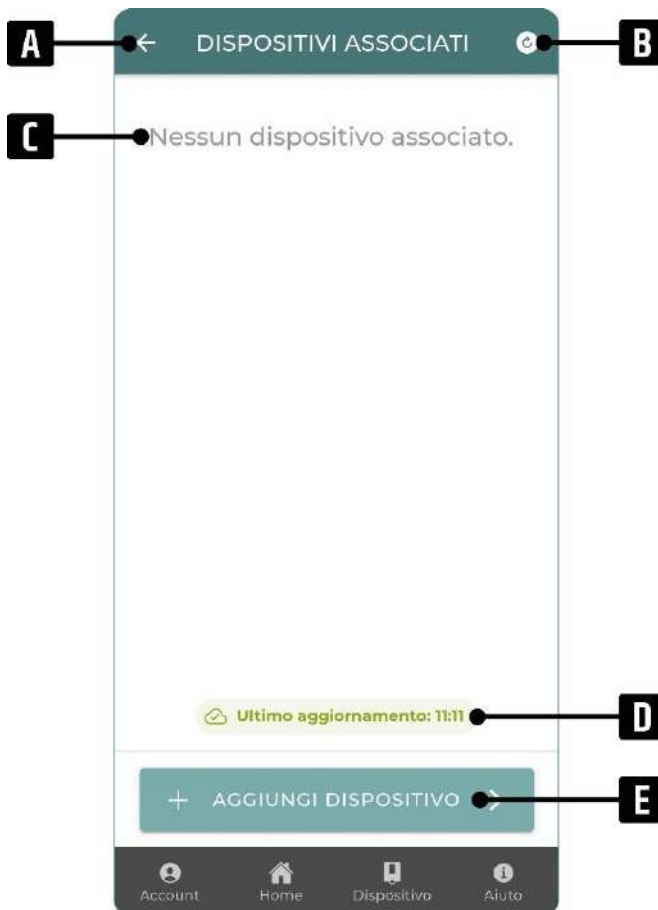 A
DISPOSITIVI ASSOCIATI
B
C
Nessun dispositivo associato.
Ultimo aggiornamento: 11:11
D
+ AGGIUNGI DISPOSITIVO
E
Account Home Dispositivo Aiuto